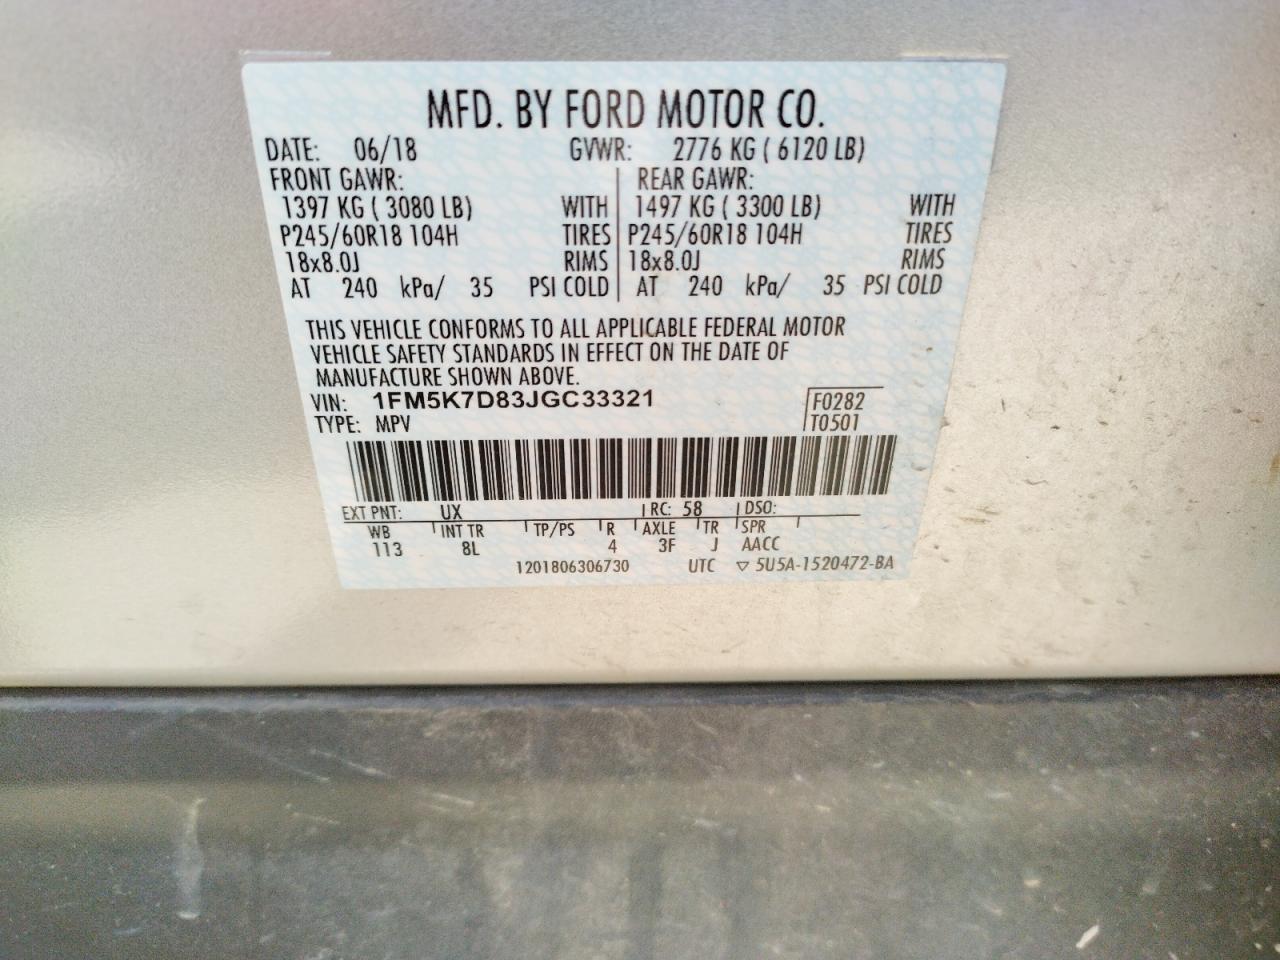 MFD. BY FORD MOTOR CO.
DATE: 06/18 GVWR: 2776 KG ( 6120 LB)
FRONT GAWR: REAR GAWR:
1397 KG ( 3080 LB) WITH 1497 KG ( 3300 LB) WITH
P245/60R18 104H TIRES P245/60R18 104H TIRES
18x8.0J RIMS 18x8.0J RIMS
AT 240 kPa/ 35 PSI COLD AT 240 kPa/ 35 PSI COLD
THIS VEHICLE CONFORMS TO ALL APPLICABLE FEDERAL MOTOR
VEHICLE SAFETY STANDARDS IN EFFECT ON THE DATE OF
MANUFACTURE SHOWN ABOVE.
VIN: 1FM5K7D83JGC33321 F0282
TYPE: MPV T0501
EXT PNT: UX RC: 58 DSO:
WB INT TR TP/PS R AXLE TR SPR
113 8L 4 3F J AACC
1201806306730 UTC ▽ 5U5A-1520472-BA